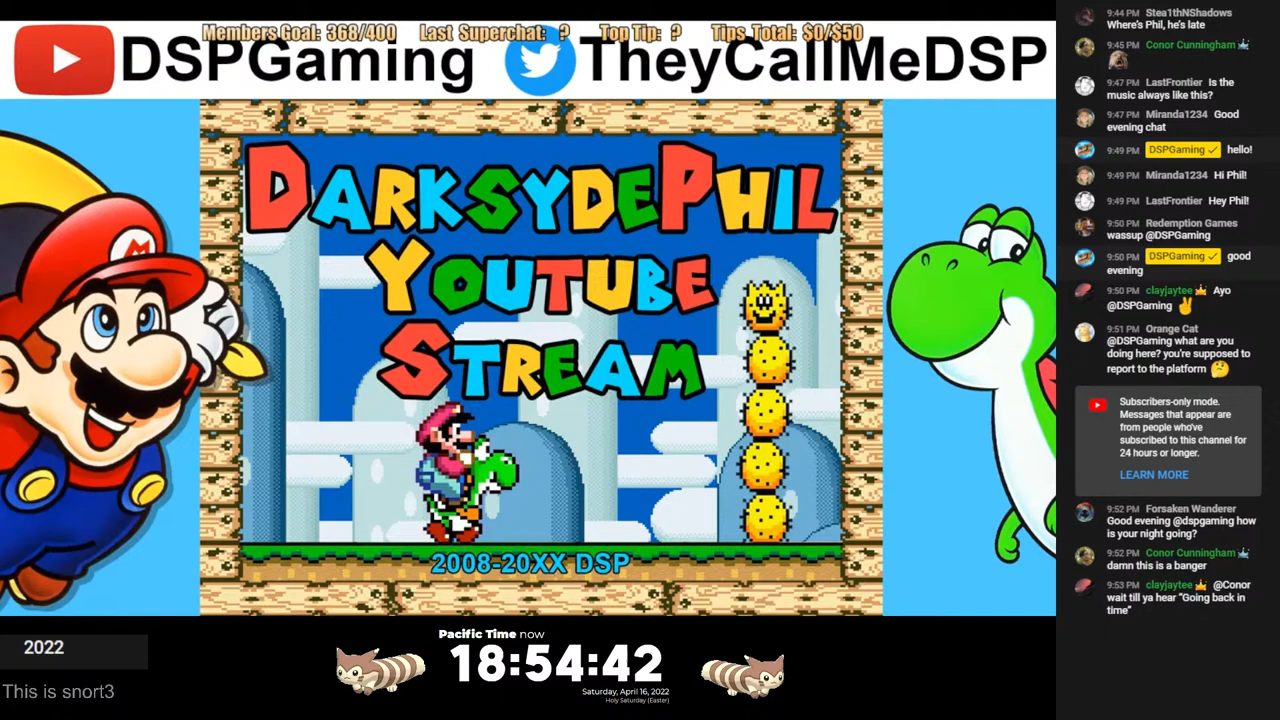 Members Goal: 368/400 Last Superchat: ? Top Tip: ? Tips Total: $0/$50
DSPGaming TheyCallMeDSP
DARKSYDEPHIL
YOUTUBE
STREAM
2008-20XX DSP
M
2022
This is snort3
Pacific Time now
18:54:42
Saturday, April 16, 2022
Holy Saturday (Easter)
9:44 PM Stea1thNShadows
Where's Phil, he's late
9:45 PM Conor Cunningham
9:47 PM LastFrontier Is the
music always like this?
9:47 PM Miranda1234 Good
evening chat
9:49 PM DSPGaming hello!
9:49 PM Miranda1234 Hi Phil!
9:49 PM LastFrontier Hey Phil!
9:50 PM Redemption Games
wassup @DSPGaming
9:50 PM DSPGaming good
evening
9:50 PM clayjaytee Ayo
@DSPGaming ✌
9:51 PM Orange Cat
@DSPGaming what are you
doing here? you're supposed to
report to the platform 🤔
Subscribers-only mode.
Messages that appear are
from people who've
subscribed to this channel for
24 hours or longer.
LEARN MORE
9:52 PM Forsaken Wanderer
Good evening @dspgaming how
is your night going?
9:52 PM Conor Cunningham
damn this is a banger
9:53 PM clayjaytee @Conor
wait till ya hear “Going back in
time”